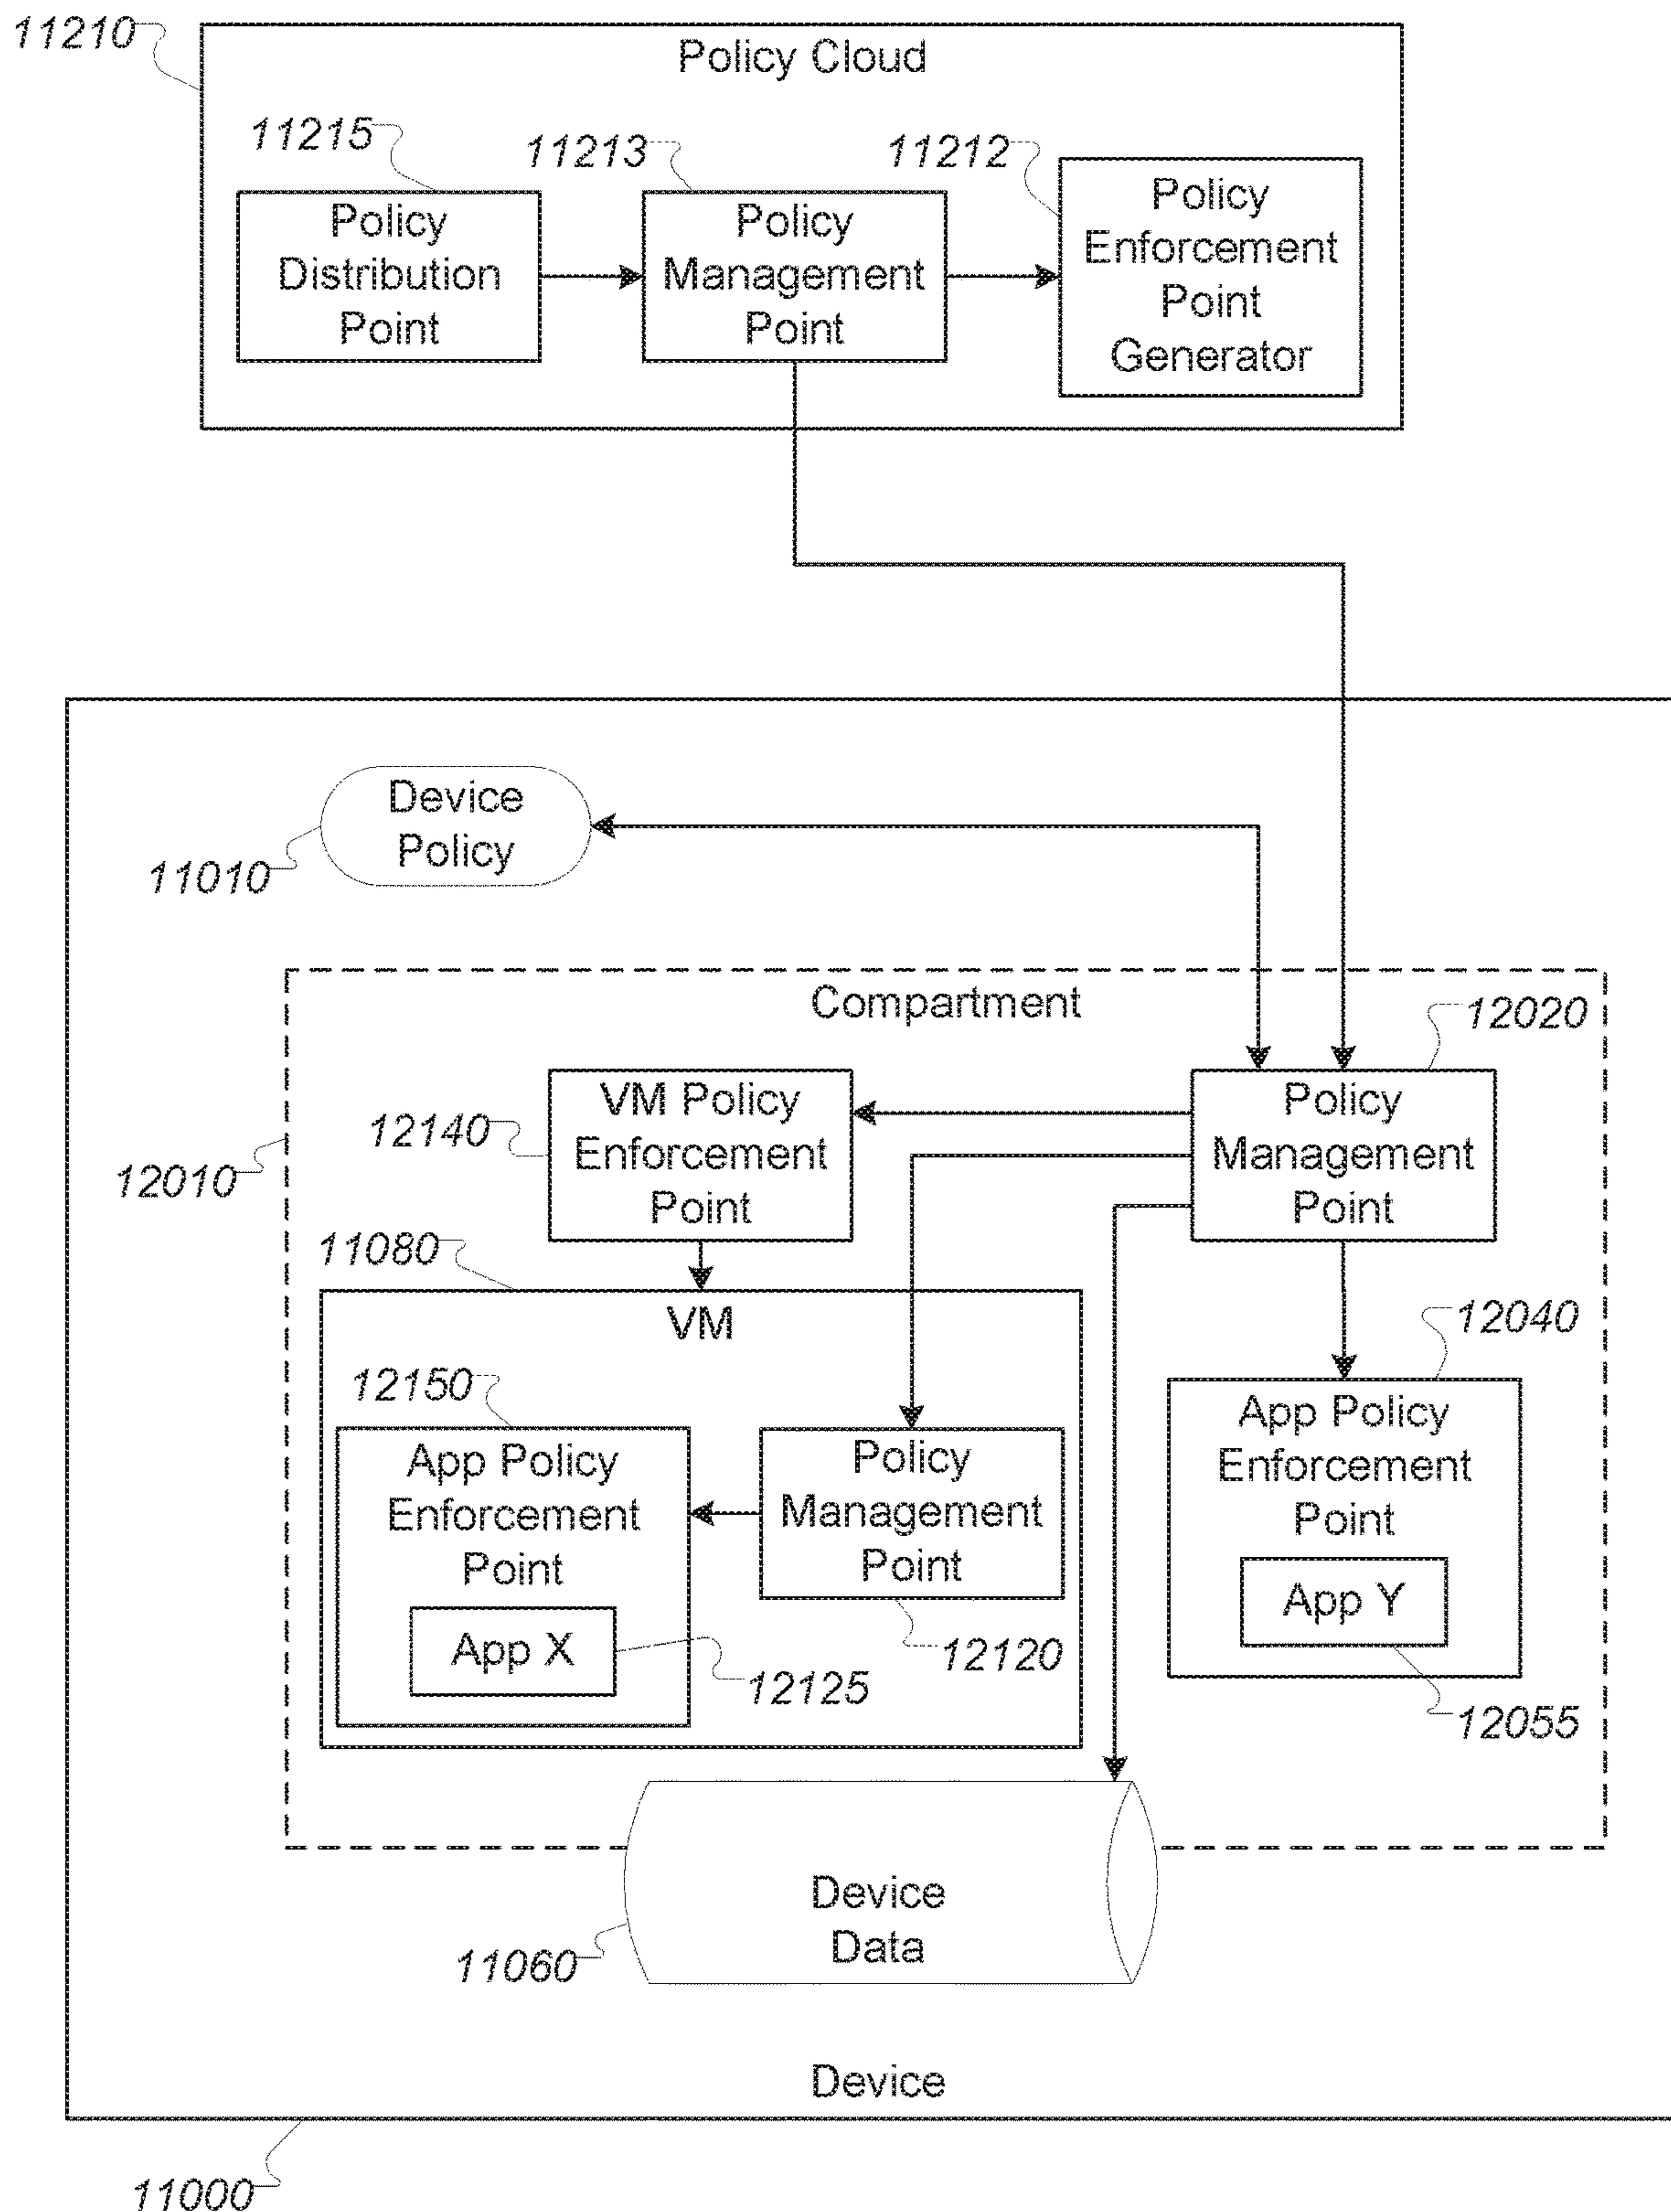 11210
Policy Cloud
11215
11213
11212
Policy
Distribution
Point
Policy
Management
Point
Policy
Enforcement
Point
Generator
Device
Policy
11010
Compartment
12020
VM Policy
Enforcement
Point
12140
Policy
Management
Point
12010
11080
VM
12040
12150
App Policy
Enforcement
Point
App X
Policy
Management
Point
12120
12125
App Policy
Enforcement
Point
App Y
12055
Device
Data
11060
Device
11000